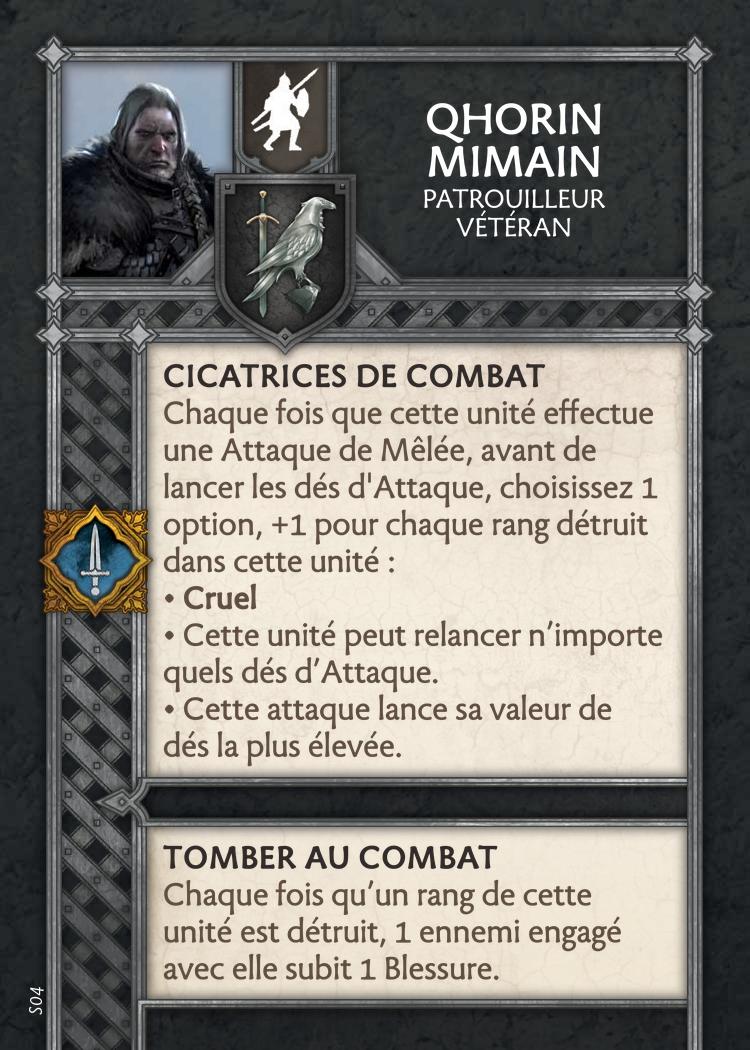 QHORIN
MIMAIN
PATROUILLEUR
VÉTÉRAN
CICATRICES DE COMBAT
Chaque fois que cette unité effectue
une Attaque de Mêlée, avant de
lancer les dés d'Attaque, choisissez 1
option, +1 pour chaque rang détruit
dans cette unité :
• Cruel
• Cette unité peut relancer n’importe
quels dés d’Attaque.
• Cette attaque lance sa valeur de
dés la plus élevée.
TOMBER AU COMBAT
Chaque fois qu’un rang de cette
unité est détruit, 1 ennemi engagé
avec elle subit 1 Blessure.
S04